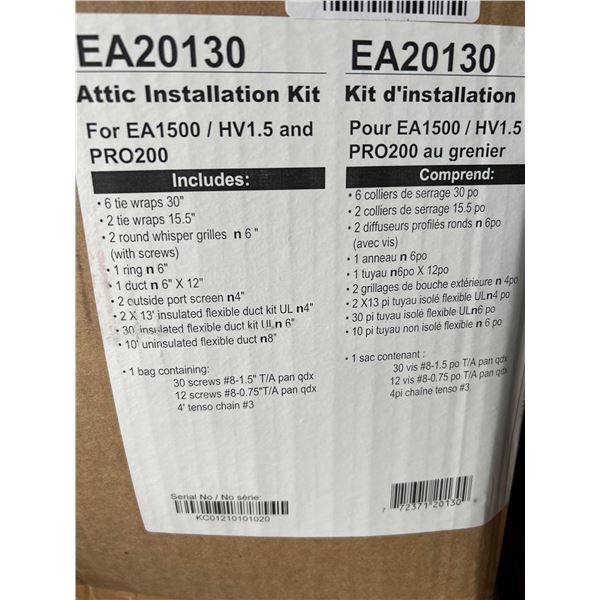 EA20130
Attic Installation Kit
For EA1500 / HV1.5 and
PRO200
Includes:
• 6 tie wraps 30"
• 2 tie wraps 15.5"
• 2 round whisper grilles n 6 "
(with screws)
• 1 ring n 6"
• 1 duct n 6" X 12"
• 2 outside port screen n4"
• 2 X 13' insulated flexible duct kit UL n4"
• 30' insulated flexible duct kit ULn 6"
• 10' uninsulated flexible duct n8"
• 1 bag containing:
30 screws #8-1.5" T/A pan qdx
12 screws #8-0.75"T/A pan qdx
4' tenso chain #3
Serial No / No série:
KC01210101020
EA20130
Kit d'installation
Pour EA1500 / HV1.5
PRO200 au grenier
Comprend:
• 6 colliers de serrage 30 po
• 2 colliers de serrage 15.5 po
• 2 diffuseurs profilés ronds n 6po
(avec vis)
• 1 anneau n 6po
• 1 tuyau n6po X 12po
• 2 grillages de bouche extérieure n 4po
• 2 X13 pi tuyau isolé flexible ULn4 po
• 30 pi tuyau isolé flexible ULn6 po
• 10 pi tuyau non isolé flexible n 6 po
• 1 sac contenant :
30 vis #8-1.5 po T/A pan qdx
12 vis #8-0.75 po T/A pan qdx
4pi chaîne tenso #3
7 72371 20130